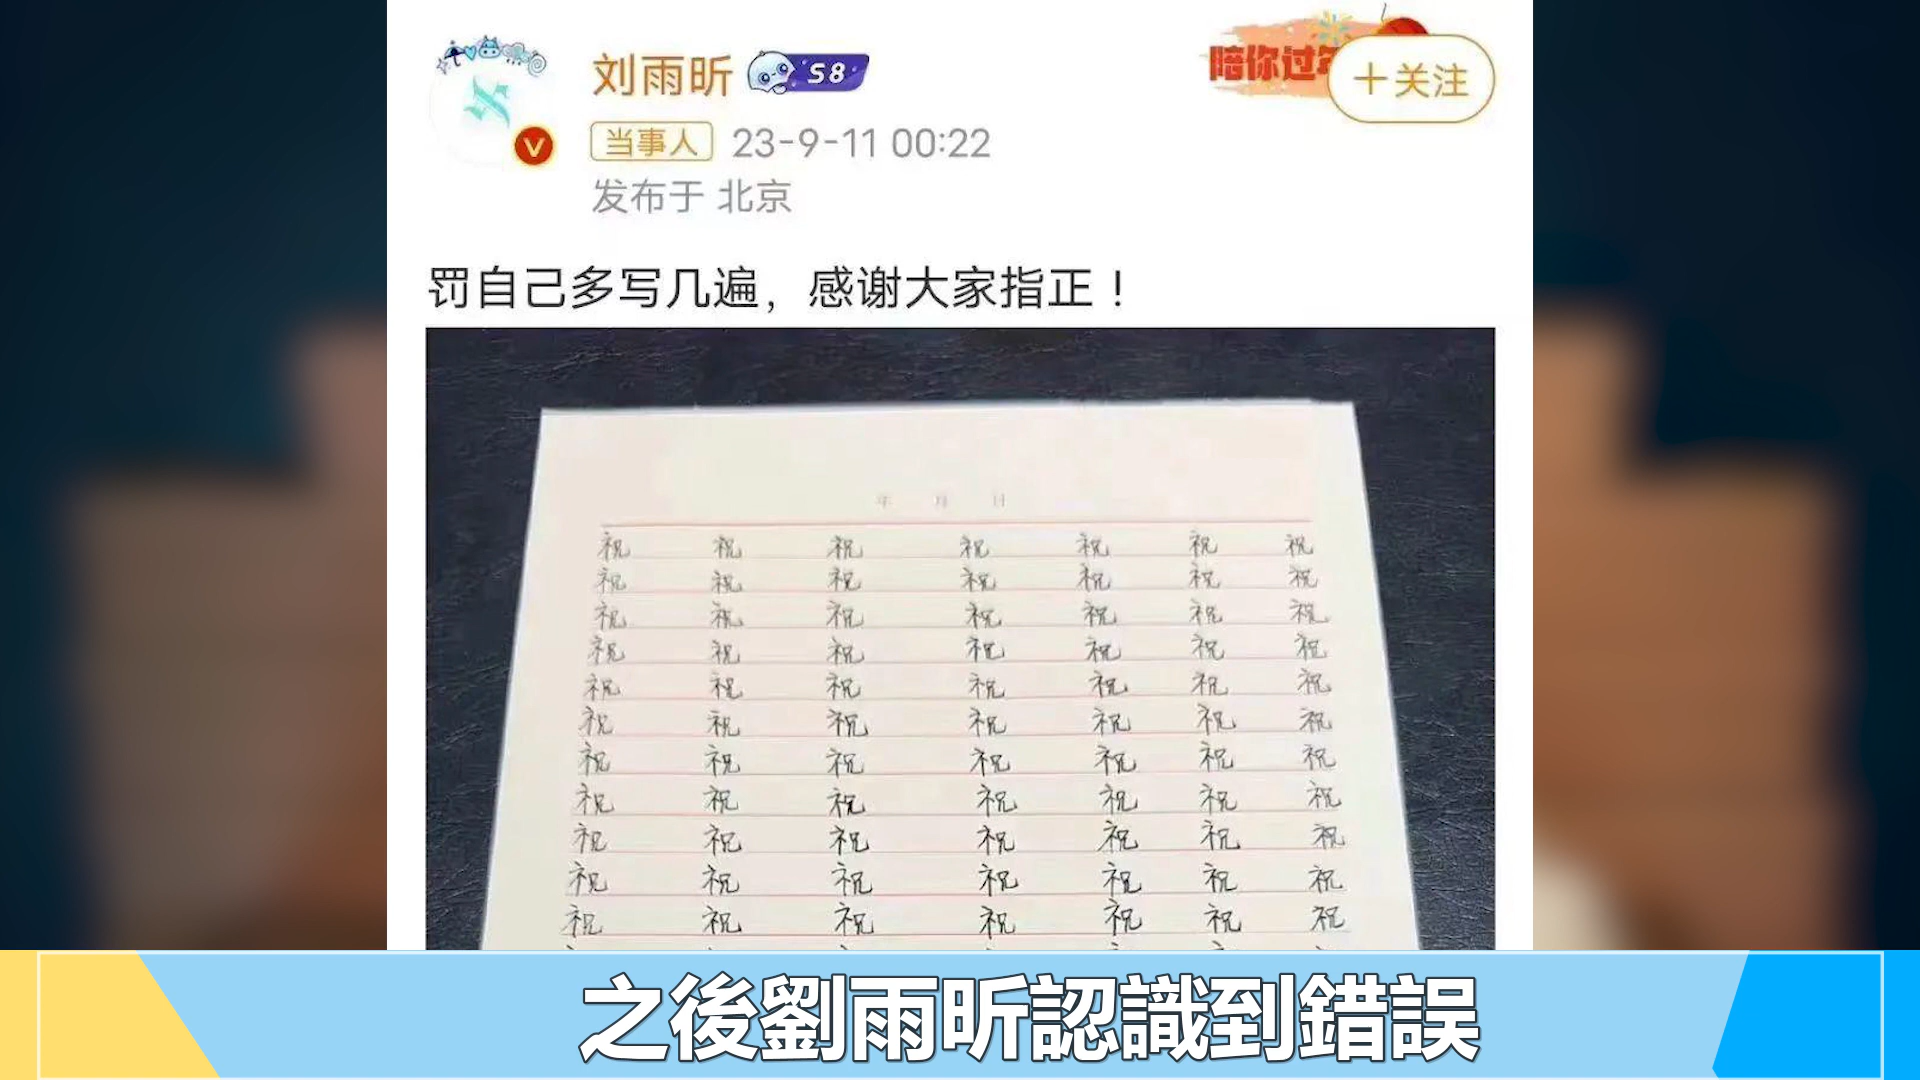 刘雨昕 S8
陪你过年
十关注
当事人 23-9-11 00:22
发布于 北京
罚自己多写几遍，感谢大家指正！
年 月 日
祝 祝 祝 祝 祝 祝 祝
祝 祝 祝 祝 祝 祝 祝
祝 祝 祝 祝 祝 祝 祝
祝 祝 祝 祝 祝 祝 祝
祝 祝 祝 祝 祝 祝 祝
祝 祝 祝 祝 祝 祝 祝
祝 祝 祝 祝 祝 祝 祝
祝 祝 祝 祝 祝 祝 祝
祝 祝 祝 祝 祝 祝 祝
祝 祝 祝 祝 祝 祝 祝
祝 祝 祝 祝 祝 祝 祝
之後劉雨昕認識到錯誤